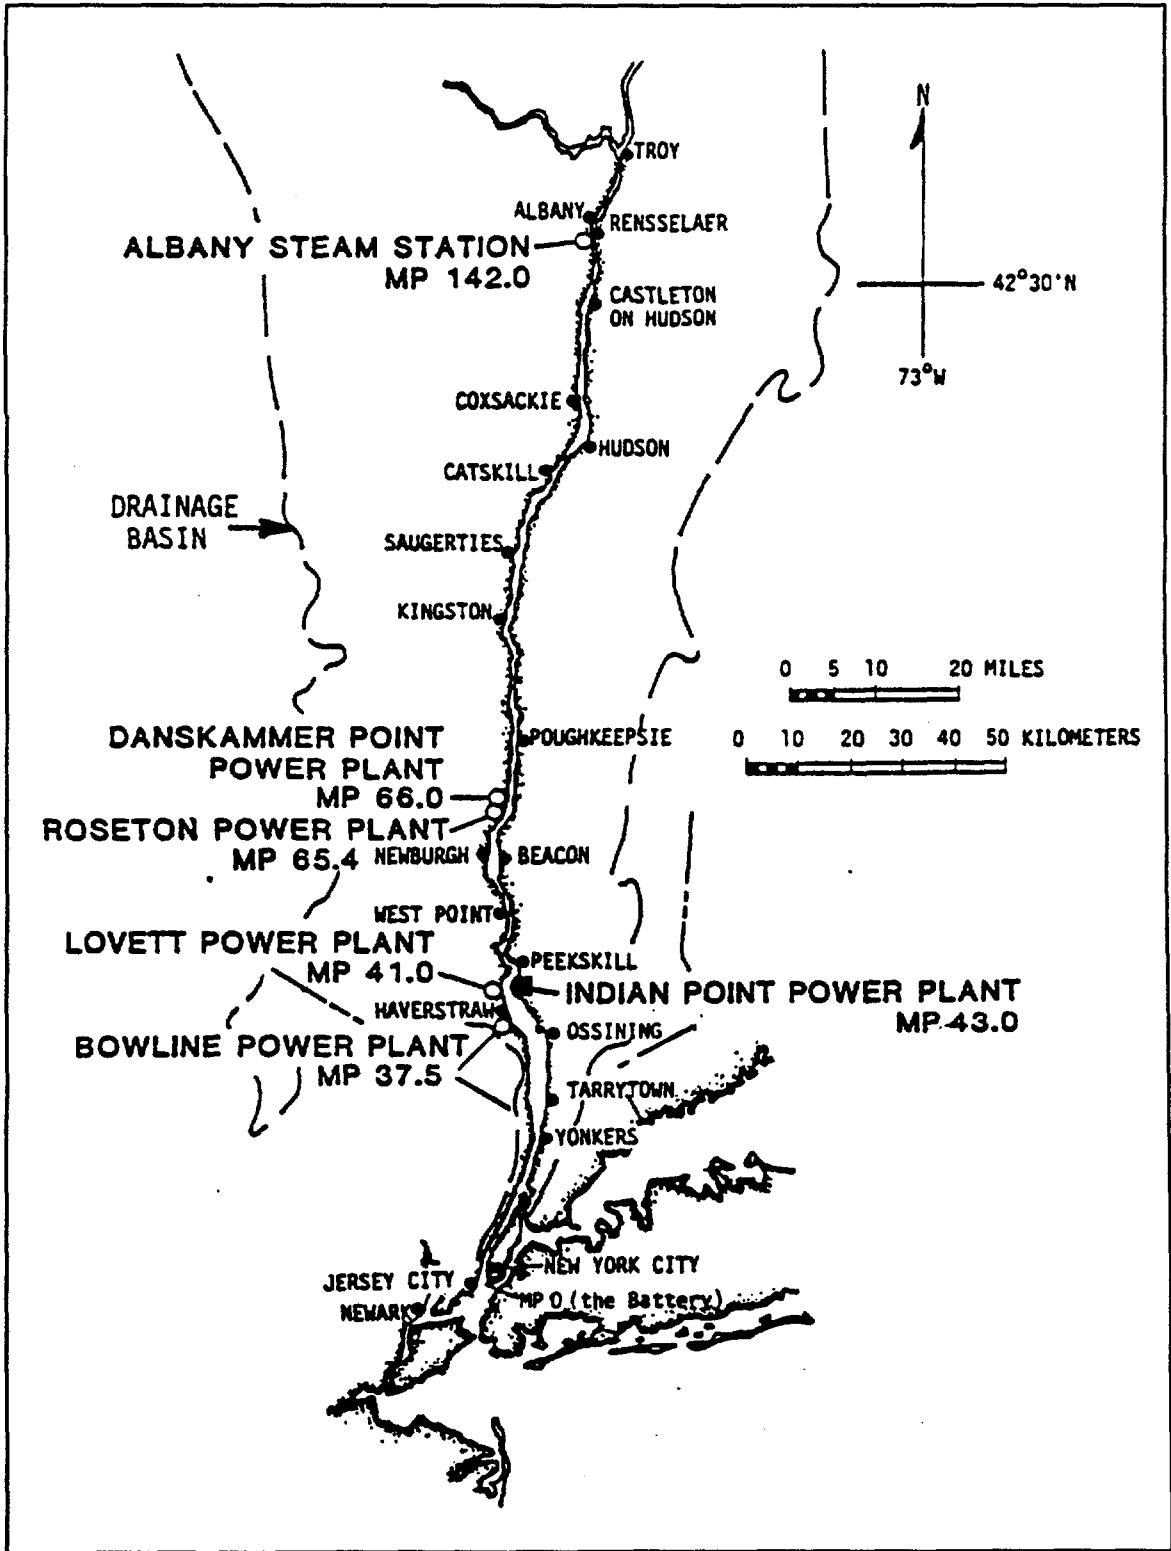 N
TROY
ALBANY
RENSSELAER
ALBANY STEAM STATION
MP 142.0
42°30'N
CASTLETON
ON HUDSON
73°W
COXSACKIE
HUDSON
CATSKILL
DRAINAGE
BASIN
SAUGERTIES
KINGSTON
0 5 10 20 MILES
DANSKAMMER POINT
POWER PLANT
MP 66.0
POUGHKEEPSIE
0 10 20 30 40 50 KILOMETERS
ROSETON POWER PLANT
MP 65.4
NEWBURGH
BEACON
WEST POINT
LOVETT POWER PLANT
MP 41.0
PEEKSKILL
INDIAN POINT POWER PLANT
MP 43.0
HAVERSTRAW
OSSINING
BOWLINE POWER PLANT
MP 37.5
TARRYTOWN
YONKERS
NEW YORK CITY
JERSEY CITY
MP 0 (the Battery)
NEWARK